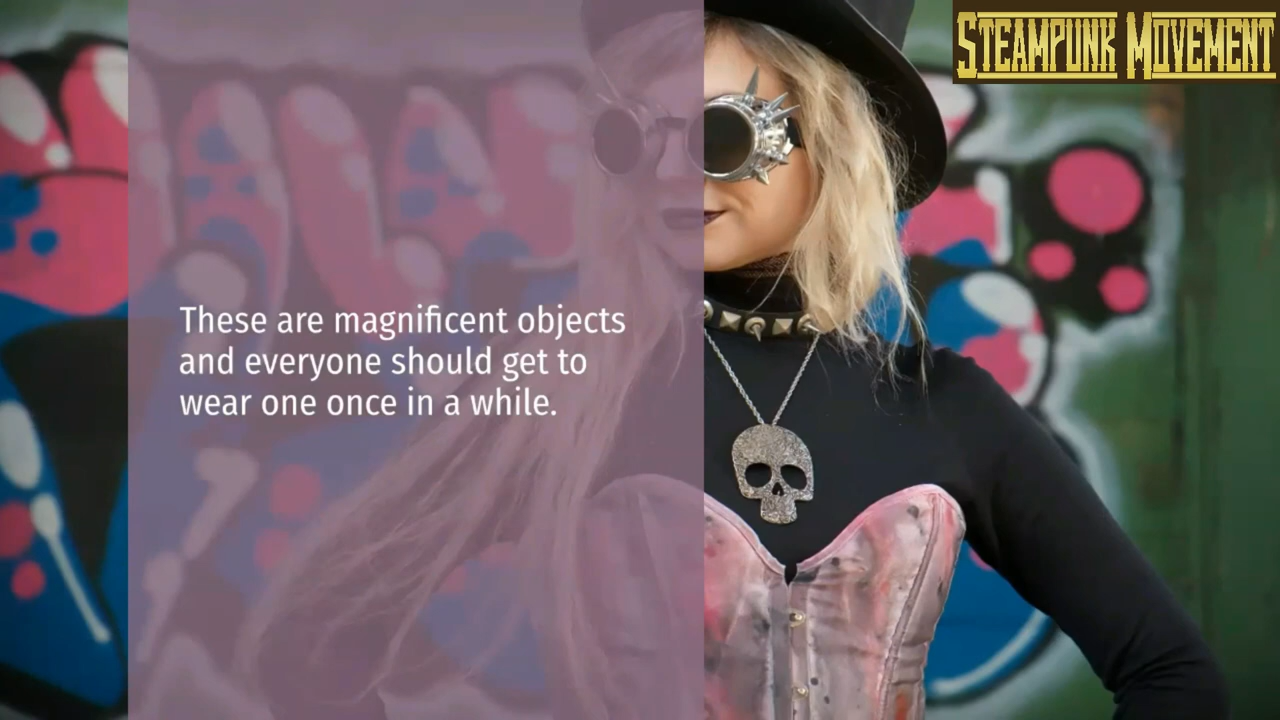 STEAMPUNK MOVEMENT
These are magnificent objects
and everyone should get to
wear one once in a while.